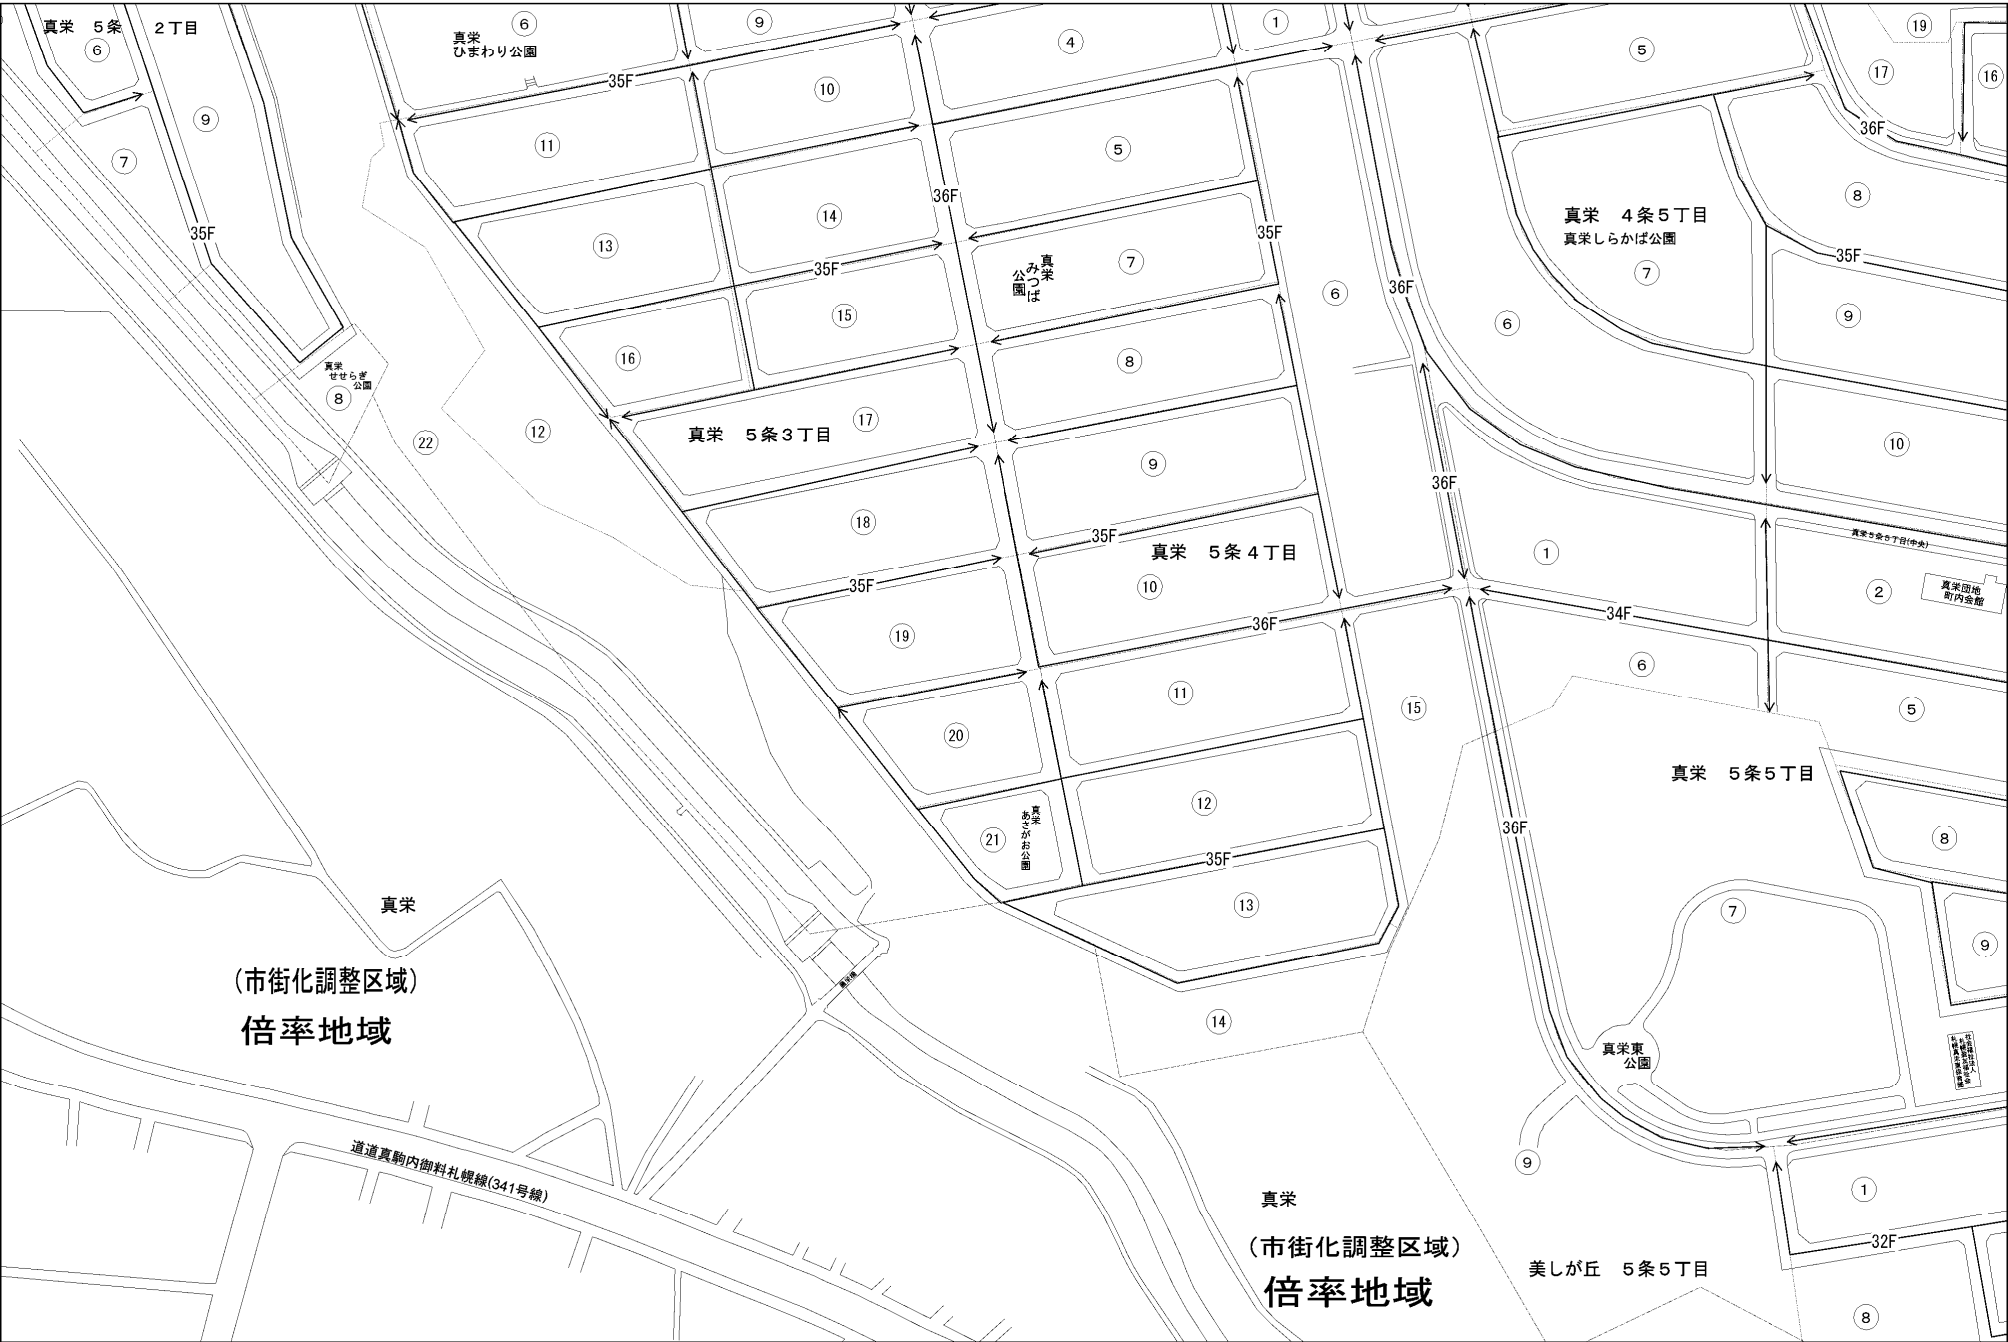 真栄 5条 2丁目
⑥
⑨
⑦
35F
真栄
せせらぎ
公園
⑧
㉒
⑫
⑥
真栄
ひまわり公園
⑨
④
①
35F
⑩
⑪
⑤
36F
⑭
⑬
35F
⑮
⑯
真栄
みつば
公園
⑦
35F
⑥
⑧
⑰
真栄 5条3丁目
⑨
⑱
35F
真栄 5条4丁目
⑩
35F
⑲
36F
⑪
⑳
⑫
㉑
真栄
あさがお公園
35F
⑬
⑭
⑮
⑤
⑲
⑰
⑯
36F
真栄 4条5丁目
真栄しらかば公園
⑦
⑧
35F
36F
⑥
⑨
⑩
36F
①
真栄5条5丁目(中央)
②
真栄団地
町内会館
34F
⑥
⑤
真栄 5条5丁目
36F
⑧
⑦
⑨
真栄東
公園
⑨
①
32F
⑧
美しが丘 5条5丁目
真栄
(市街化調整区域)
倍率地域
道道真駒内御料札幌線(341号線)
真栄
(市街化調整区域)
倍率地域